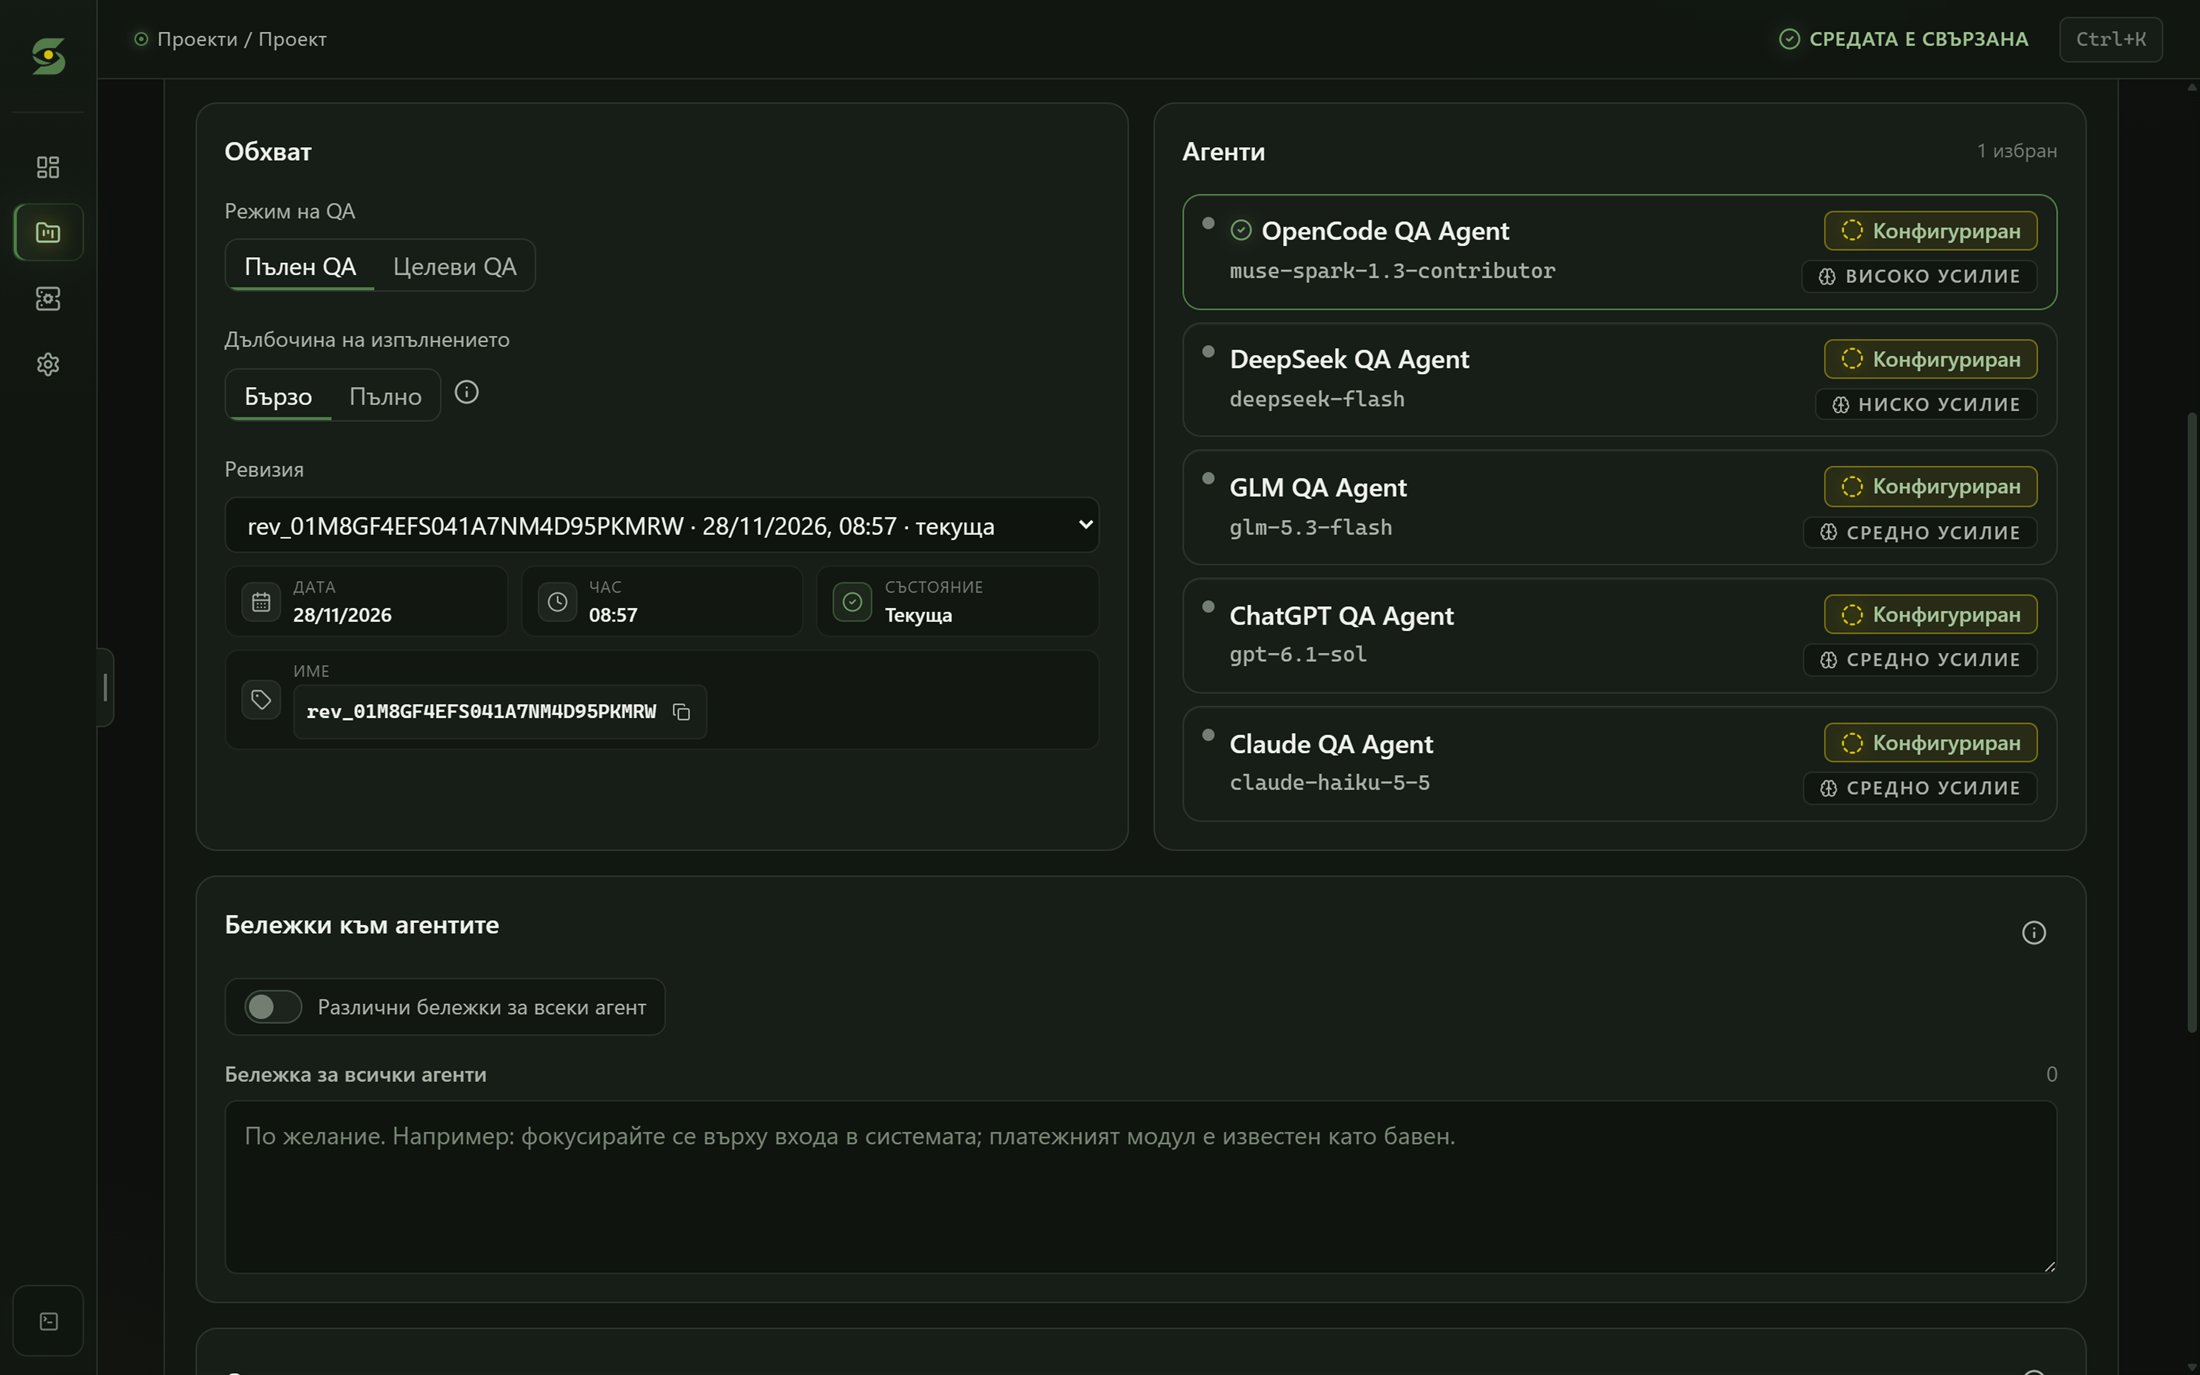 Проекти / Проект
СРЕДАТА Е СВЪРЗАНА
Ctrl+K
Обхват
Режим на QA
Пълен QA
Целеви QA
Дълбочина на изпълнението
Бързо
Пълно
Ревизия
rev_01M8GF4EFS041A7NM4D95PKMRW · 28/11/2026, 08:57 · текуща
ДАТА
28/11/2026
ЧАС
08:57
СЪСТОЯНИЕ
Текуща
ИМЕ
rev_01M8GF4EFS041A7NM4D95PKMRW
Агенти
1 избран
OpenCode QA Agent
Конфигуриран
muse-spark-1.3-contributor
ВИСОКО УСИЛИЕ
DeepSeek QA Agent
Конфигуриран
deepseek-flash
НИСКО УСИЛИЕ
GLM QA Agent
Конфигуриран
glm-5.3-flash
СРЕДНО УСИЛИЕ
ChatGPT QA Agent
Конфигуриран
gpt-6.1-sol
СРЕДНО УСИЛИЕ
Claude QA Agent
Конфигуриран
claude-haiku-5-5
СРЕДНО УСИЛИЕ
Бележки към агентите
Различни бележки за всеки агент
Бележка за всички агенти
0
По желание. Например: фокусирайте се върху входа в системата; платежният модул е известен като бавен.